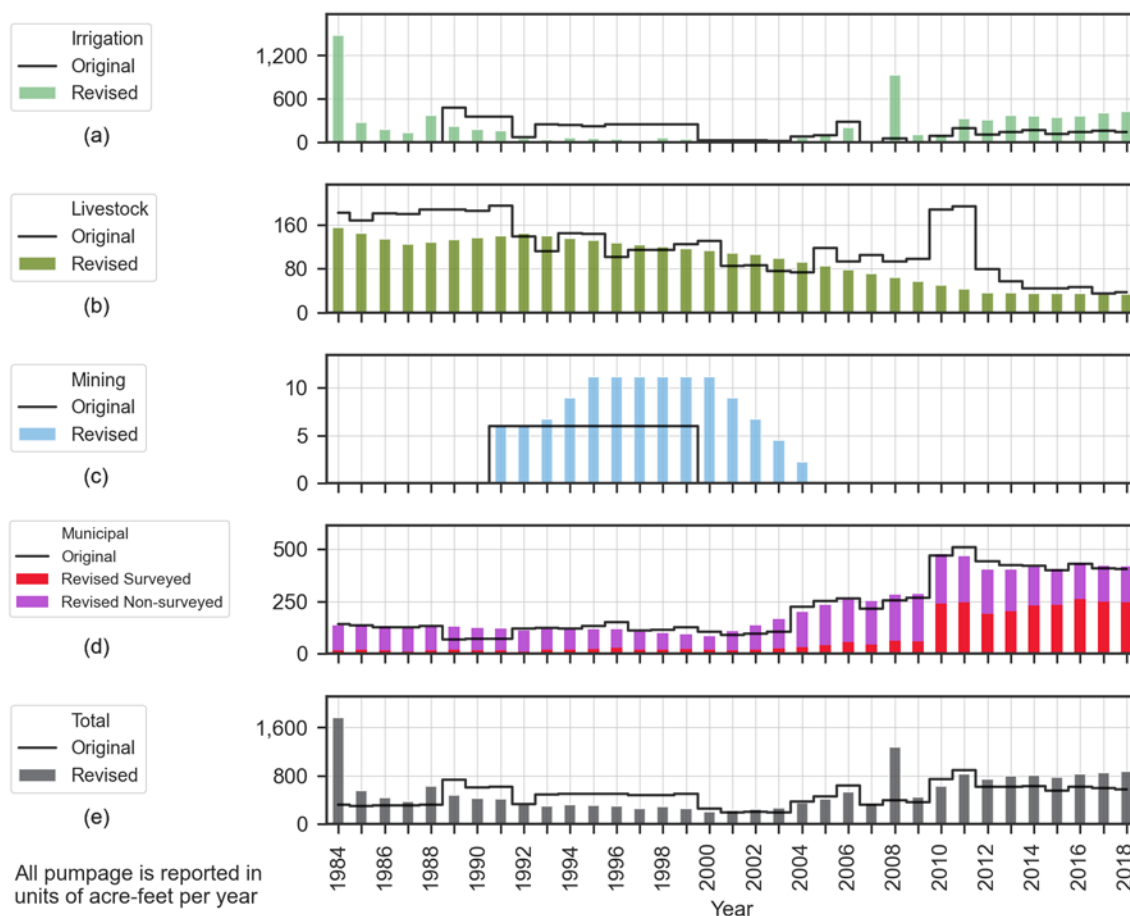 Irrigation
Original
Revised
(a)
1,200
600
0
Livestock
Original
Revised
(b)
160
80
0
Mining
Original
Revised
(c)
10
5
0
Municipal
Original
Revised Surveyed
Revised Non-surveyed
(d)
500
250
0
Total
Original
Revised
(e)
1,600
800
0
1984 1986 1988 1990 1992 1994 1996 1998 2000 2002 2004 2006 2008 2010 2012 2014 2016 2018
Year
All pumpage is reported in
units of acre-feet per year